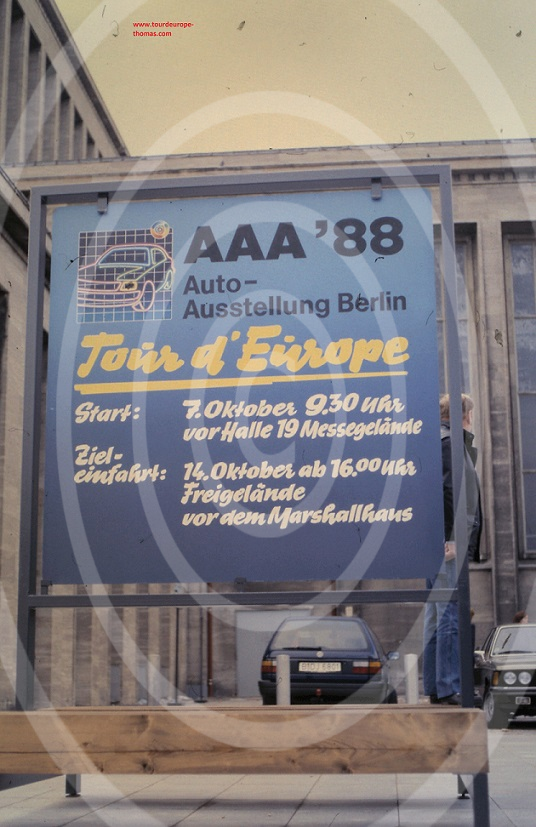 www.tourdeurope-
thomas.com
AAA '88
Auto-
Ausstellung Berlin
Tour d'Europe
Start: 7. Oktober 9.30 Uhr
vor Halle 19 Messegelände
Ziel-
einfahrt: 14. Oktober ab 16.00 Uhr
Freigelände
vor dem Marshallhaus